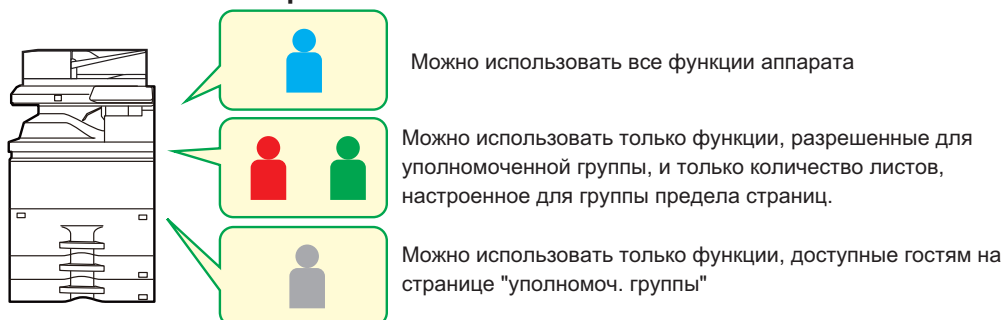 Можно использовать все функции аппарата
Можно использовать только функции, разрешенные для
уполномоченной группы, и только количество листов,
настроенное для группы предела страниц.
Можно использовать только функции, доступные гостям на
странице "уполномоч. группы"